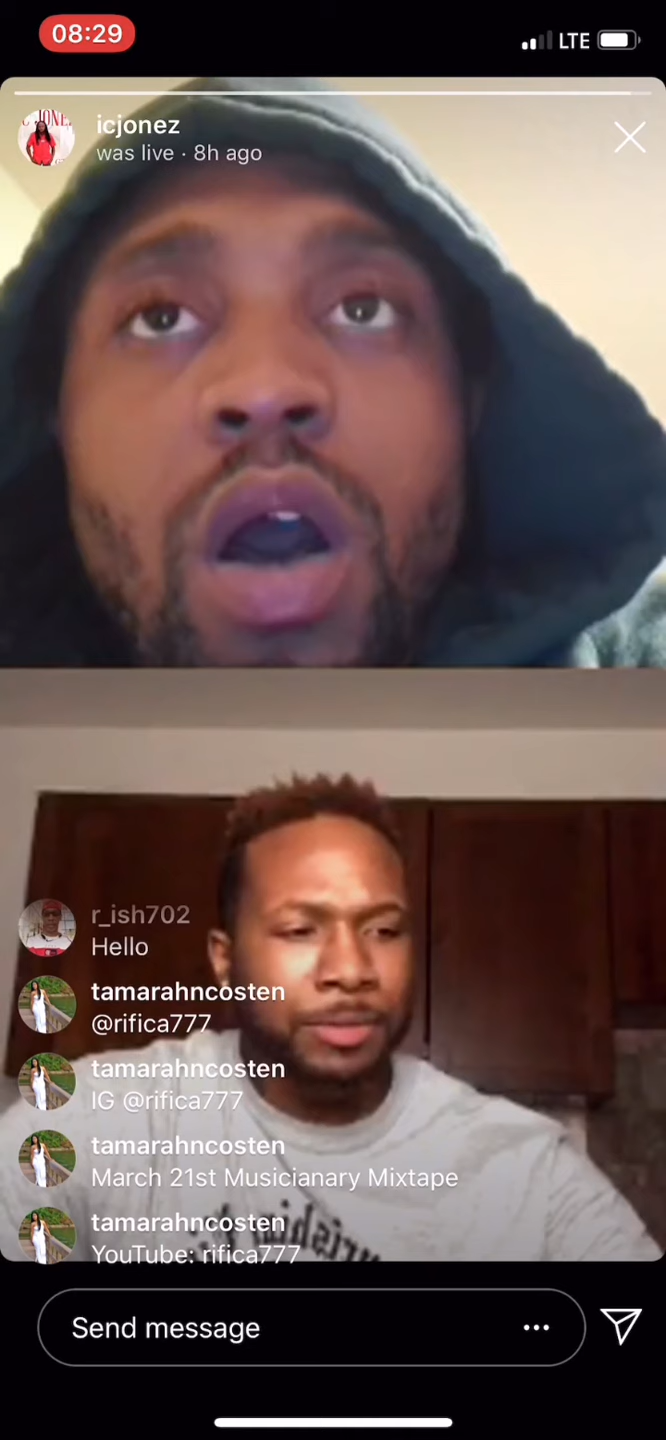 08:29
LTE
icjonez
was live · 8h ago
r_ish702
Hello
tamarahncosten
@rifica777
tamarahncosten
IG @rifica777
tamarahncosten
March 21st Musicianary Mixtape
tamarahncosten
YouTube: rifica777
Send message